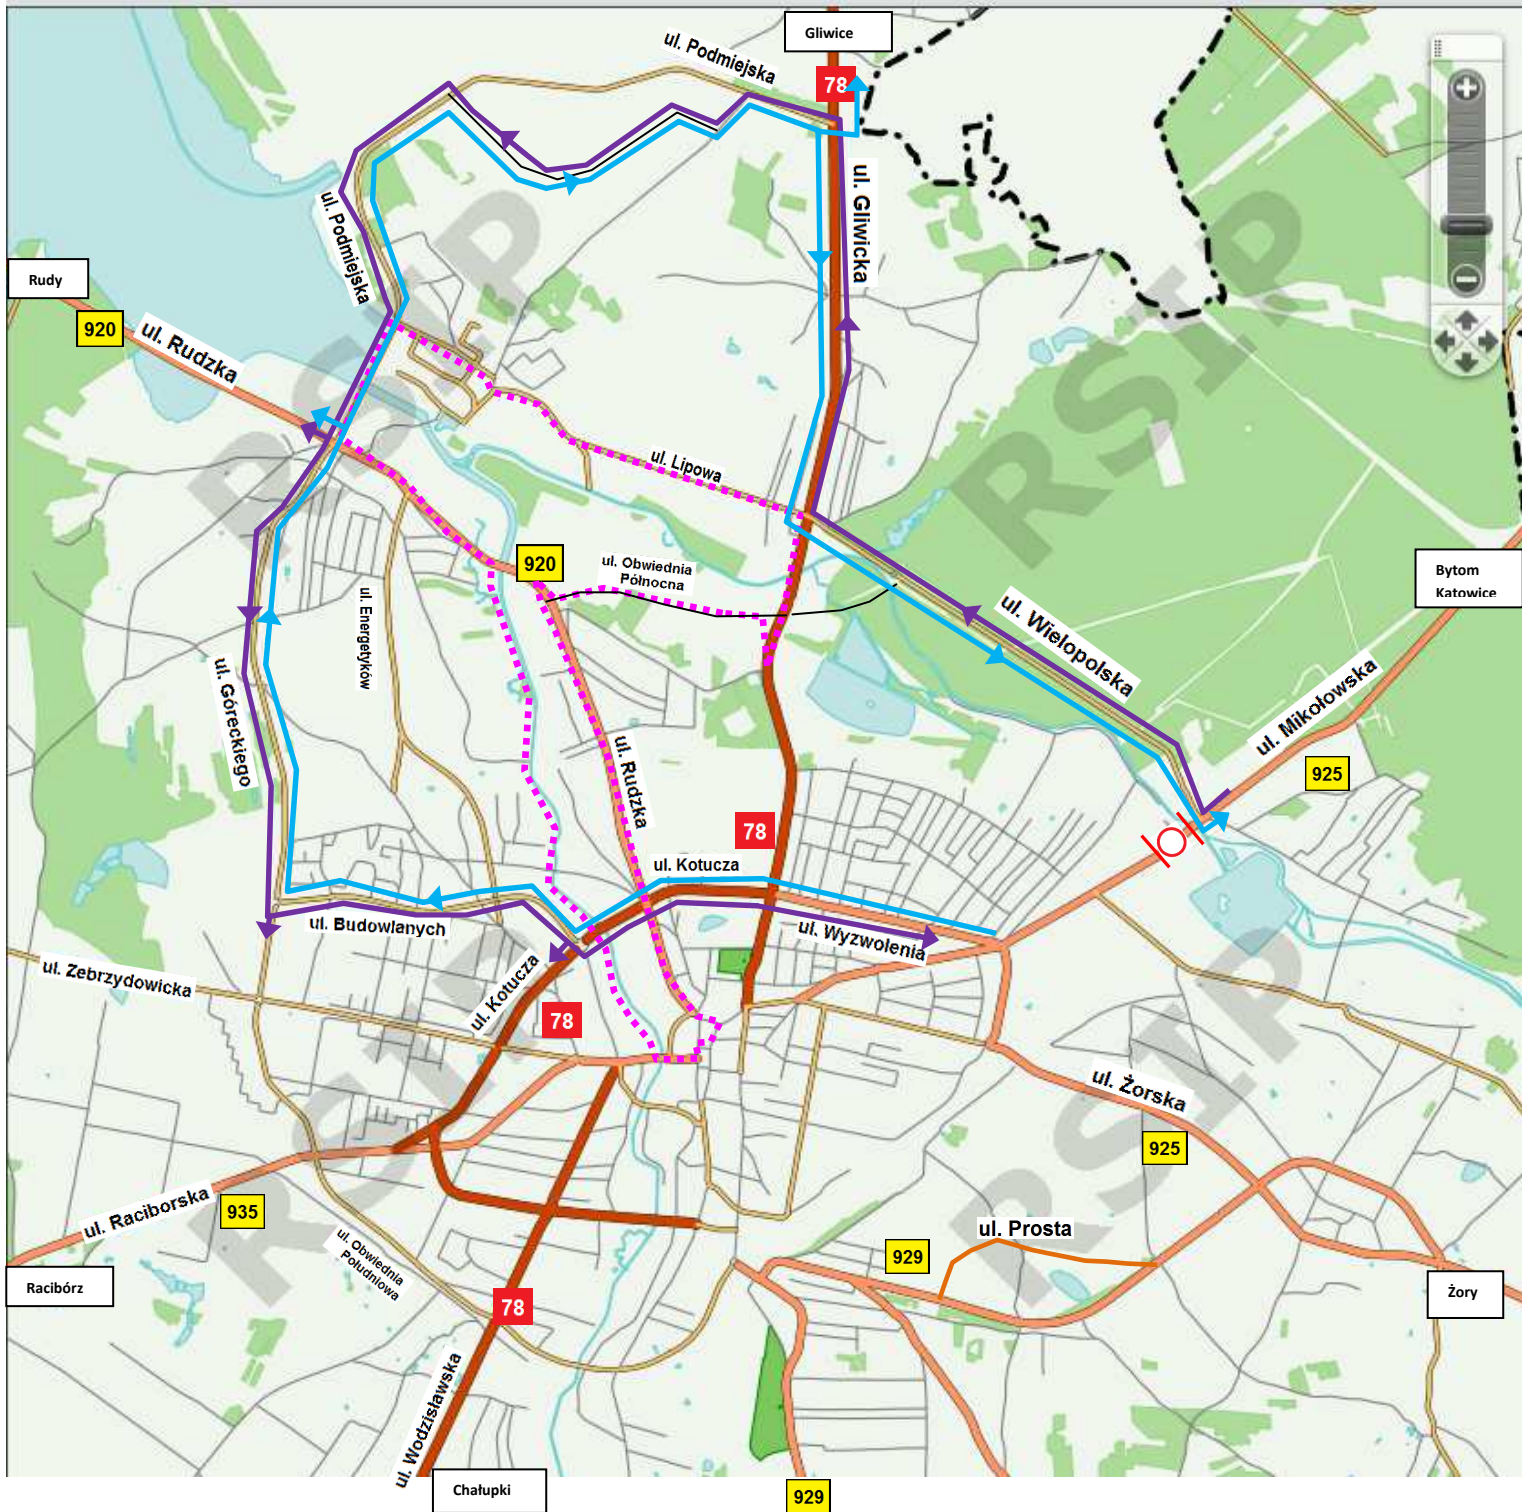 Gliwice
ul. Podmiejska
78
ul. Gliwicka
ul. Podmiejska
Rudy
920
ul. Rudzka
RSIP
RSIP
ul. Lipowa
920
ul. Obwiednia
Północna
Bytom
Katowice
ul. Energetyków
ul. Wielopolska
ul. Góreckiego
ul. Mikołowska
925
ul. Rudzka
78
ul. Kotucza
ul. Budowlanych
ul. Wyzwolenia
ul. Zebrzydowicka
ul. Kotucza
78
RSIP
RSIP
ul. Żorska
925
ul. Raciborska
935
ul. Prosta
ul. Obwiednia
Południowa
929
Racibórz
Żory
78
ul. Wodzisławska
Chałupki
929